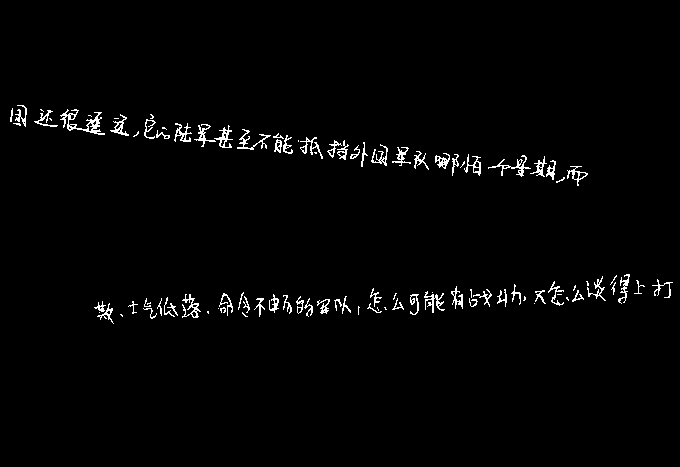 国还很遥远,它的陆军甚至不能抵挡外国军队哪怕一个星期,而
散、士气低落、命令不畅的军队,怎么可能有战斗力,又怎么谈得上打